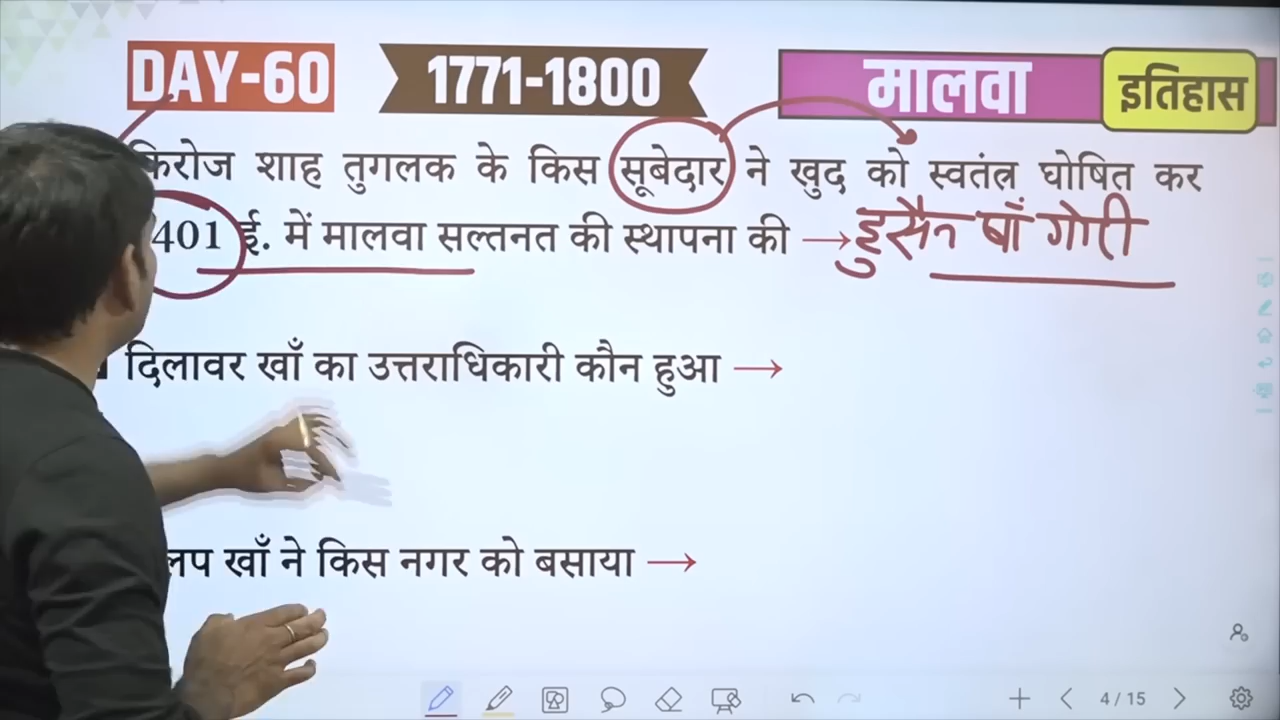 DAY-60
1771-1800
मालवा
इतिहास
किरोज शाह तुगलक के किस सूबेदार ने खुद को स्वतंत्र घोषित कर
401 ई. में मालवा सल्तनत की स्थापना की → हुसैन खाँ गोरी
दिलावर खाँ का उत्तराधिकारी कौन हुआ →
लप खाँ ने किस नगर को बसाया →
4/15